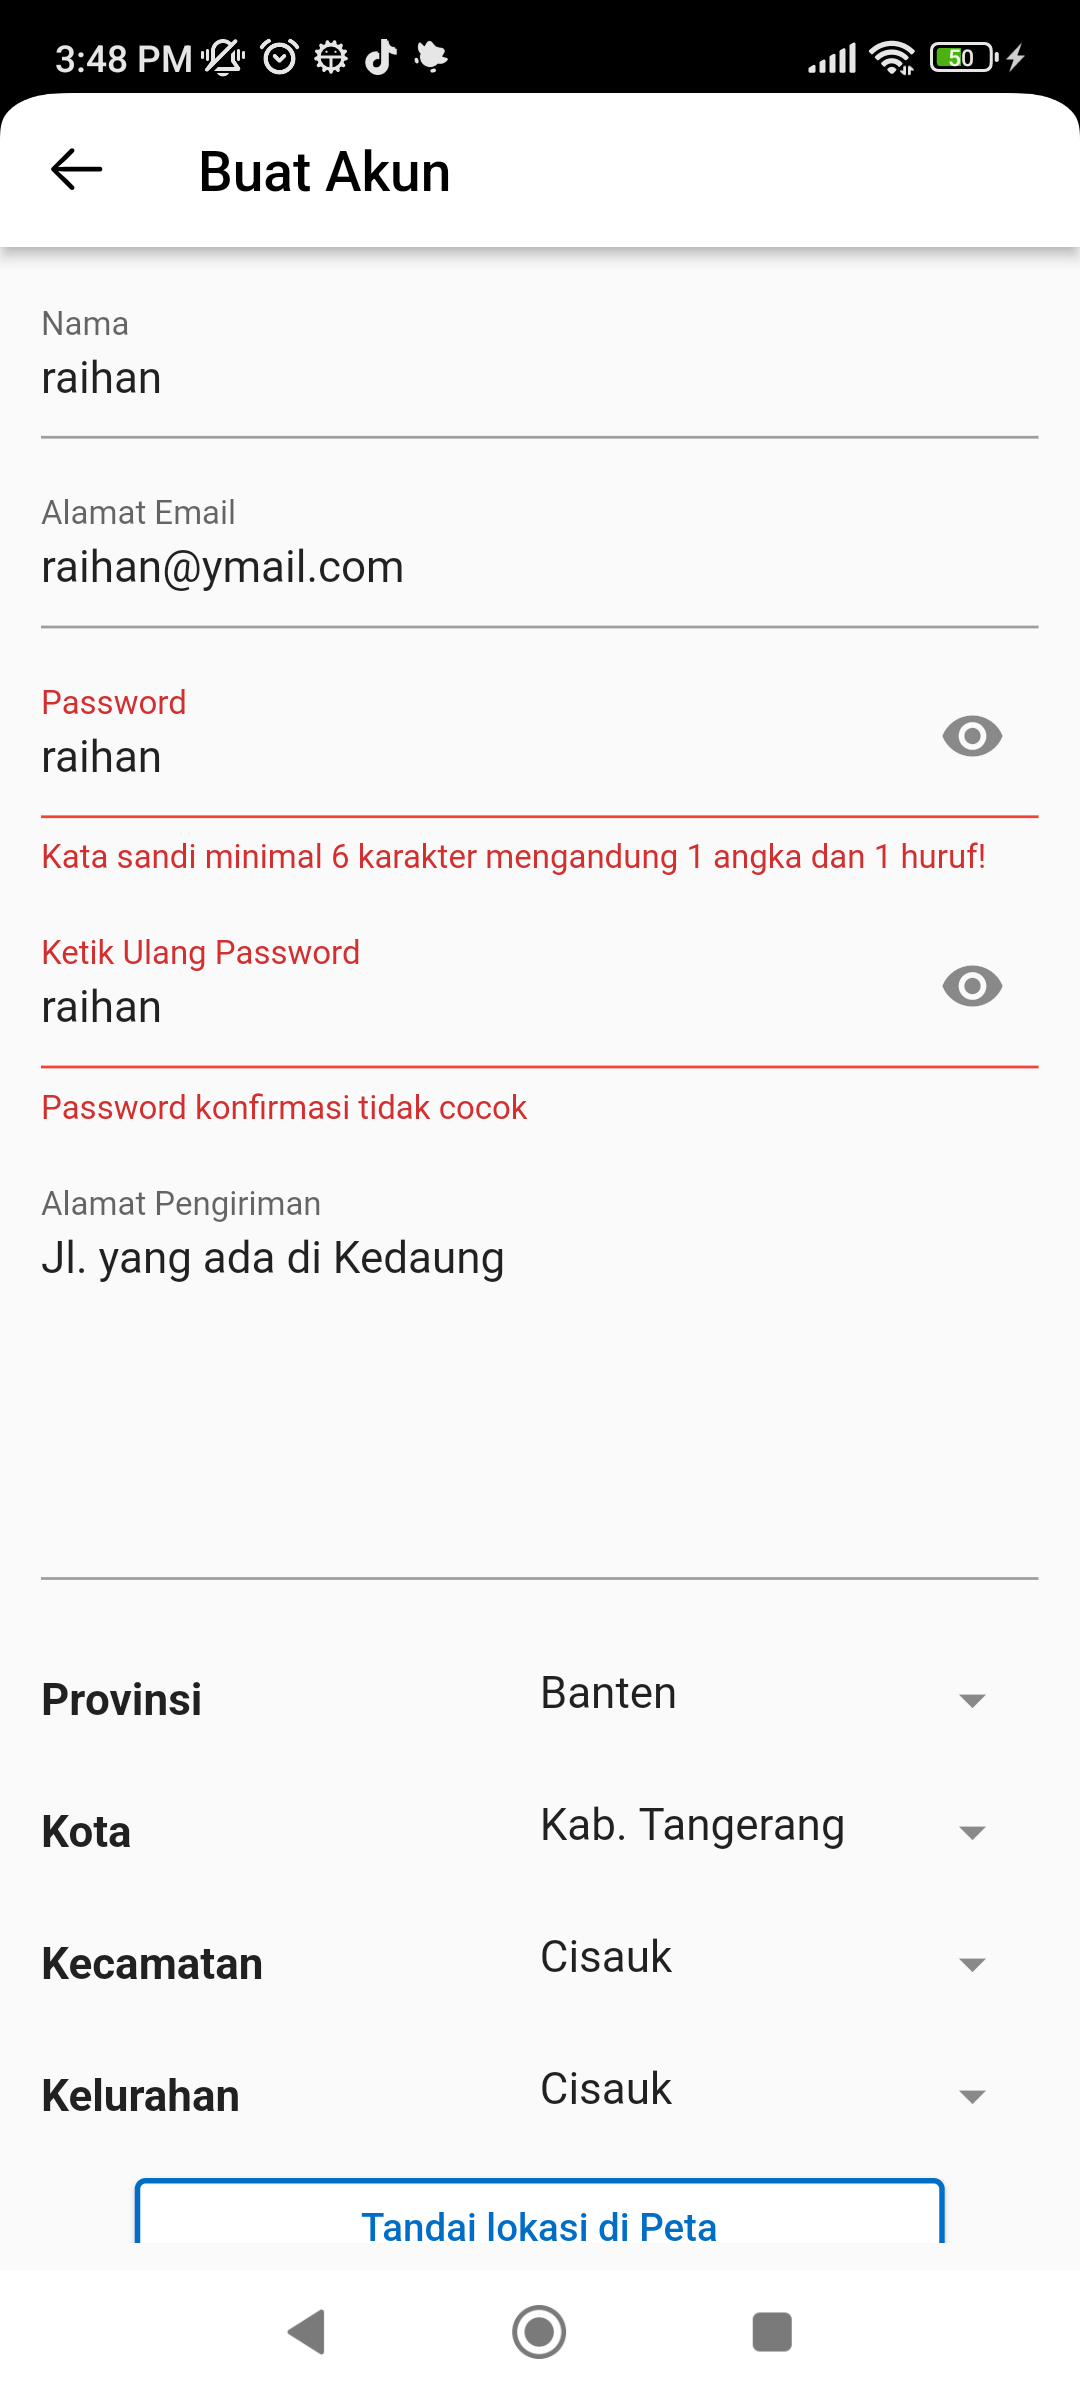 3:48 PM
50
Buat Akun
Nama
raihan
Alamat Email
raihan@ymail.com
Password
raihan
Kata sandi minimal 6 karakter mengandung 1 angka dan 1 huruf!
Ketik Ulang Password
raihan
Password konfirmasi tidak cocok
Alamat Pengiriman
Jl. yang ada di Kedaung
Provinsi Banten
Kota Kab. Tangerang
Kecamatan Cisauk
Kelurahan Cisauk
Tandai lokasi di Peta